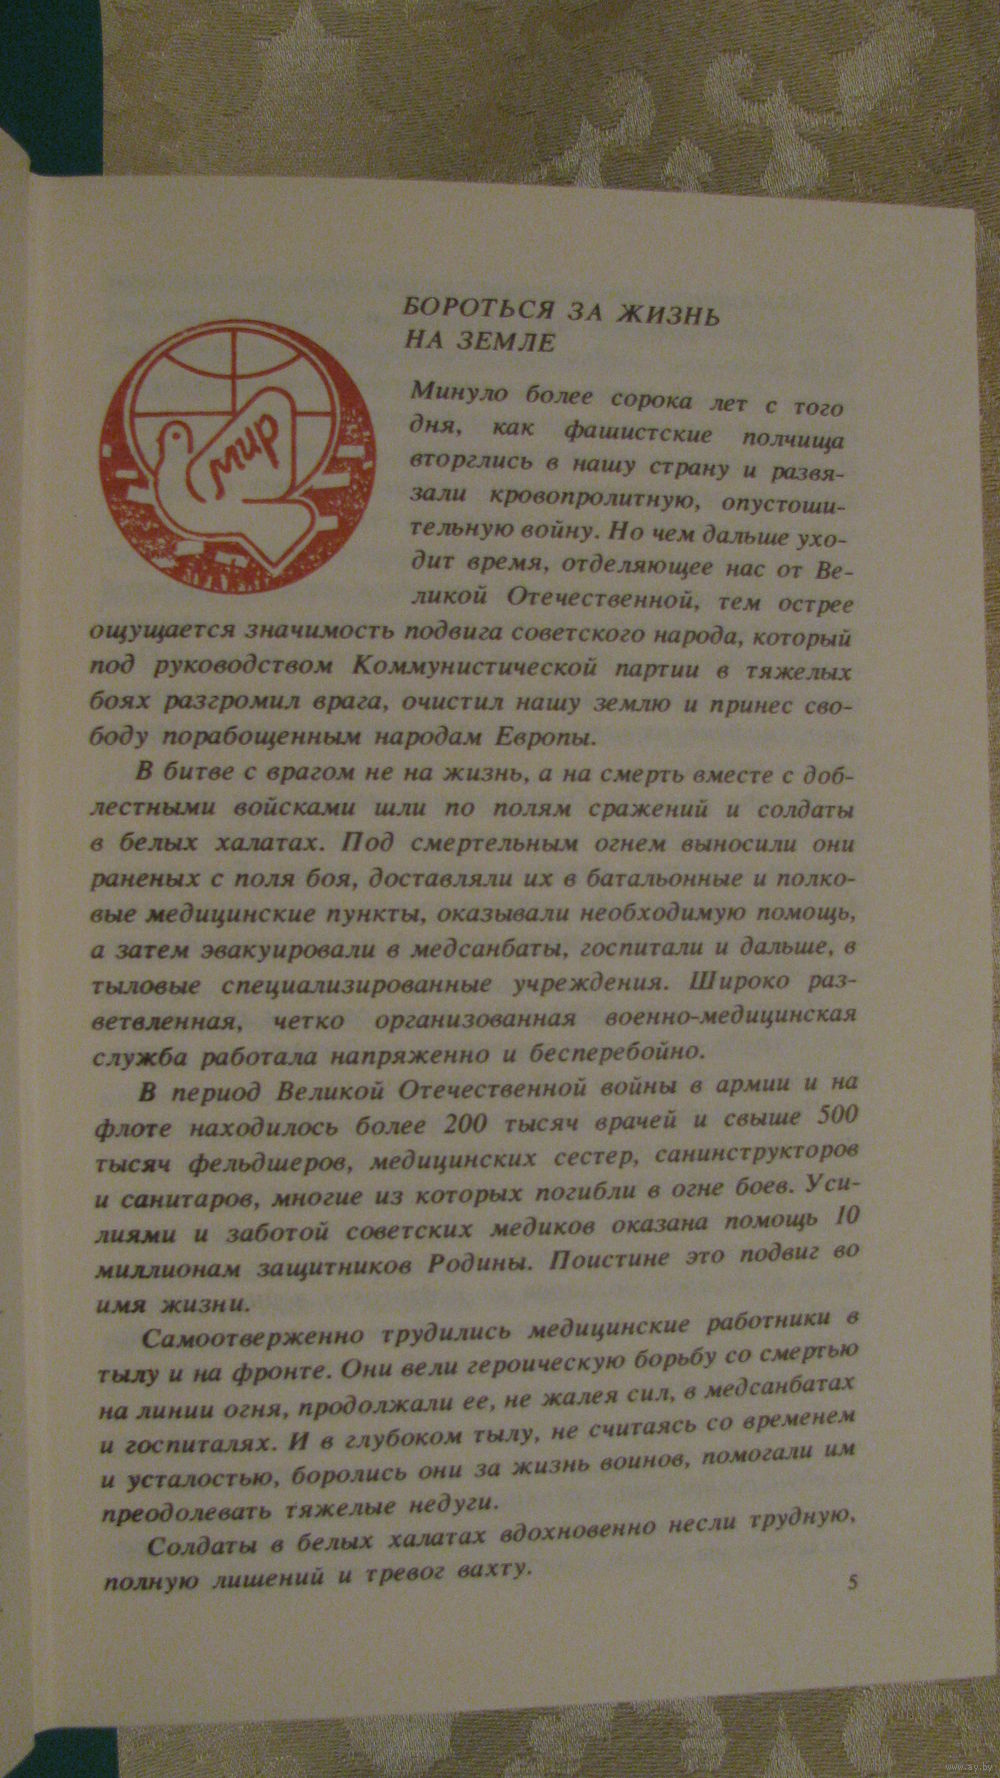 БОРОТЬСЯ ЗА ЖИЗНЬ
НА ЗЕМЛЕ
мир
Минуло более сорока лет с того
дня, как фашистские полчища
вторглись в нашу страну и развя-
зали кровопролитную, опустоши-
тельную войну. Но чем дальше ухо-
дит время, отделяющее нас от Ве-
ликой Отечественной, тем острее
ощущается значимость подвига советского народа, который
под руководством Коммунистической партии в тяжелых
боях разгромил врага, очистил нашу землю и принес сво-
боду порабощенным народам Европы.
В битве с врагом не на жизнь, а на смерть вместе с доб-
лестными войсками шли по полям сражений и солдаты
в белых халатах. Под смертельным огнем выносили они
раненых с поля боя, доставляли их в батальонные и полко-
вые медицинские пункты, оказывали необходимую помощь,
а затем эвакуировали в медсанбаты, госпитали и дальше, в
тыловые специализированные учреждения. Широко раз-
ветвленная, четко организованная военно-медицинская
служба работала напряженно и бесперебойно.
В период Великой Отечественной войны в армии и на
флоте находилось более 200 тысяч врачей и свыше 500
тысяч фельдшеров, медицинских сестер, санинструкторов
и санитаров, многие из которых погибли в огне боев. Уси-
лиями и заботой советских медиков оказана помощь 10
миллионам защитников Родины. Поистине это подвиг во
имя жизни.
Самоотверженно трудились медицинские работники в
тылу и на фронте. Они вели героическую борьбу со смертью
на линии огня, продолжали ее, не жалея сил, в медсанбатах
и госпиталях. И в глубоком тылу, не считаясь со временем
и усталостью, боролись они за жизнь воинов, помогали им
преодолевать тяжелые недуги.
Солдаты в белых халатах вдохновенно несли трудную,
полную лишений и тревог вахту.
5
www.ay.by